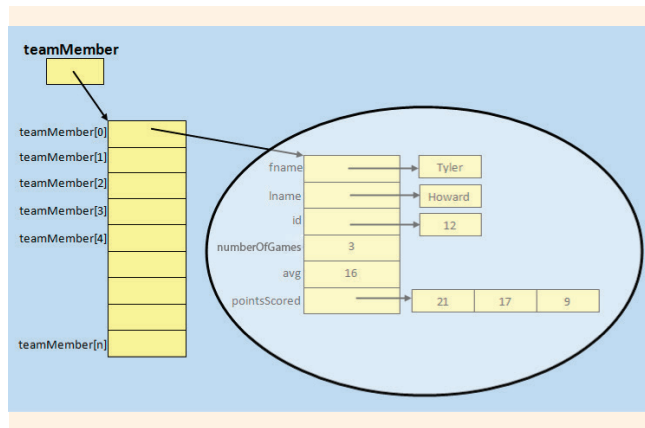 teamMember
teamMember[0]
teamMember[1]
teamMember[2]
teamMember[3]
teamMember[4]
teamMember[n]
fname Tyler
lname Howard
id 12
numberOfGames 3
avg 16
pointsScored 21 17 9